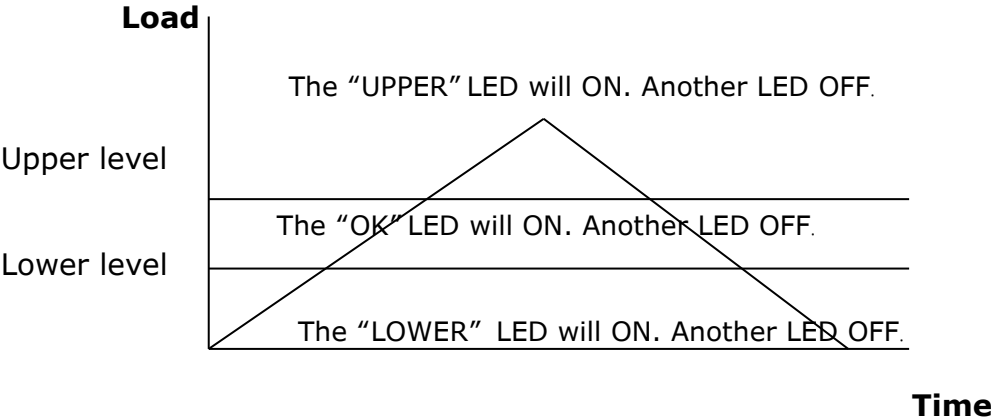 Load
The “UPPER” LED will ON. Another LED OFF.
Upper level
The “OK” LED will ON. Another LED OFF.
Lower level
The “LOWER” LED will ON. Another LED OFF.
Time